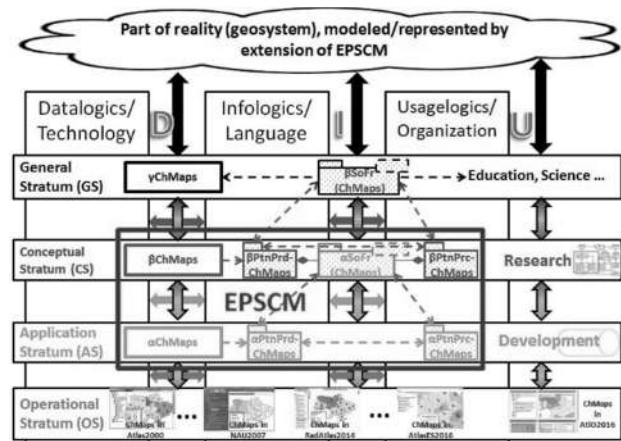 Part of reality (geosystem), modeled/represented by
extension of EPSCM
Datalogics/
Technology
D
Infologics/
Language
I
Usagelogics/
Organization
U
General
Stratum (GS)
γChMaps
βSoFr
(ChMaps)
Education, Science ...
Conceptual
Stratum (CS)
βChMaps
βPtnPrd-
ChMaps
αSoFr
(ChMaps)
βPtnPrc-
ChMaps
Research
EPSCM
Application
Stratum (AS)
αChMaps
αPtnPrd-
ChMaps
αPtnPrc-
ChMaps
Development
Operational
Stratum (OS)
ChMaps in
Atlas2000
...
ChMaps in
NAU2007
ChMaps in
RadAtlas2014
...
ChMaps in
AtlasES2016
ChMaps
in
AtIO2016